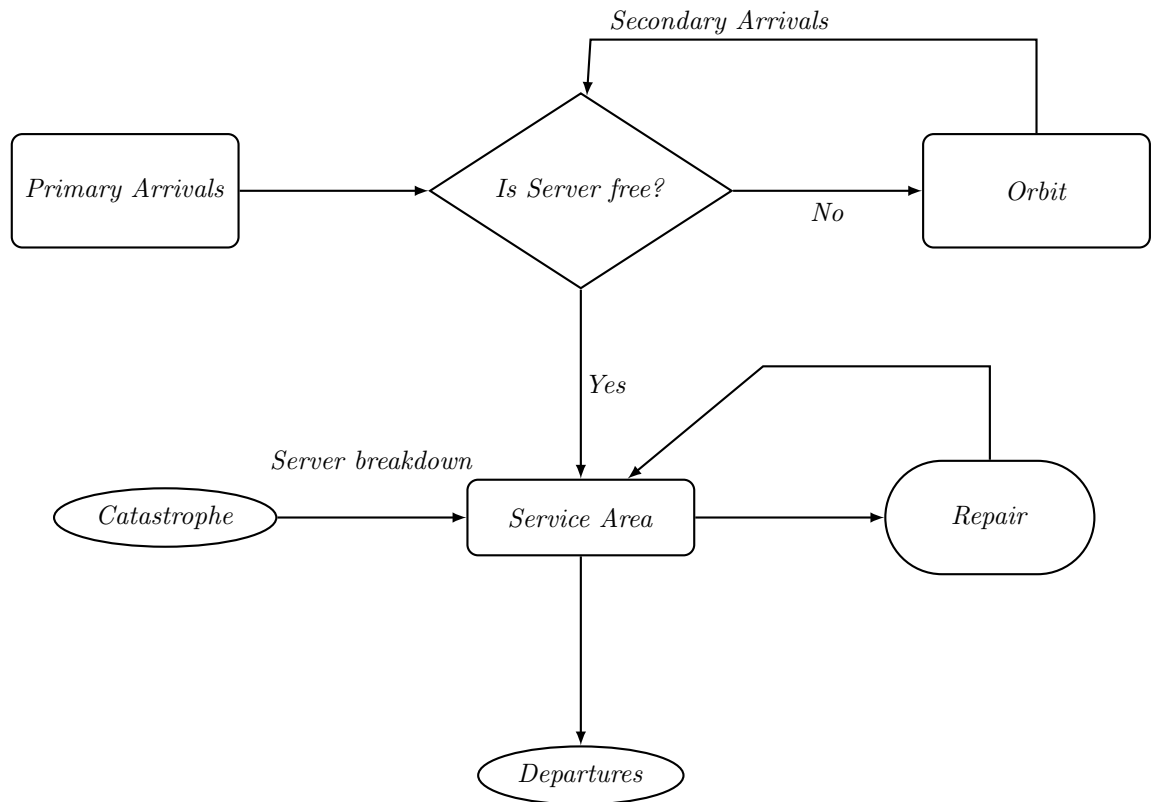 Secondary Arrivals
Primary Arrivals
Is Server free?
No
Orbit
Yes
Server breakdown
Catastrophe
Service Area
Repair
Departures